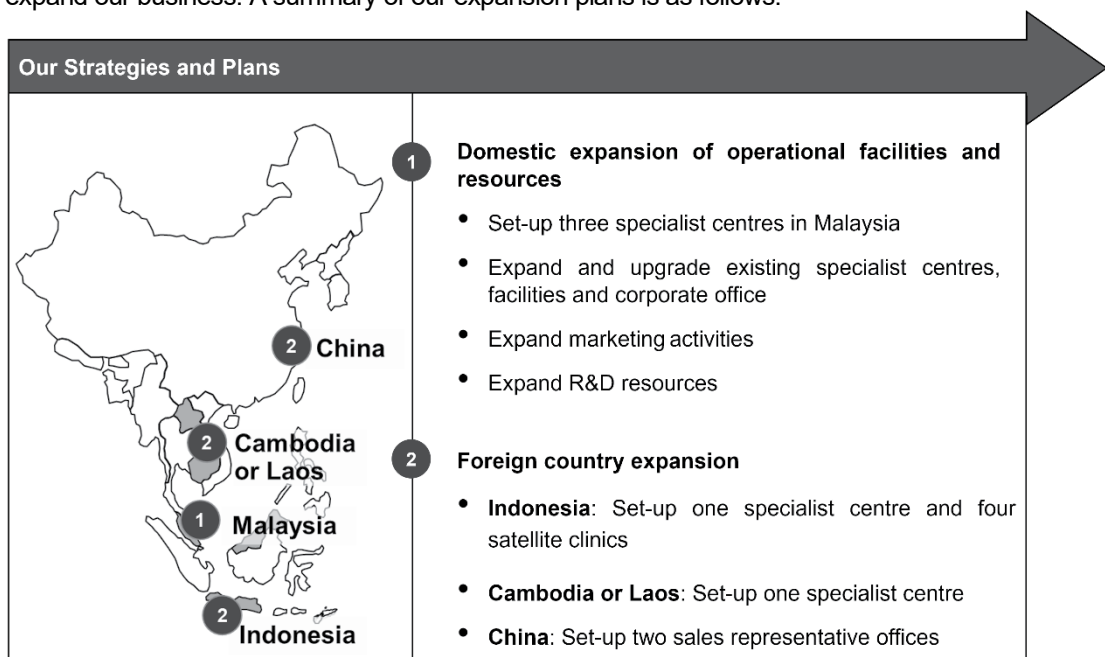 expand our business. A summary of our expansion plans is as follows:
Our Strategies and Plans
2 China
2 Cambodia
or Laos
1 Malaysia
2
Indonesia
1 Domestic expansion of operational facilities and
resources
• Set-up three specialist centres in Malaysia
• Expand and upgrade existing specialist centres,
facilities and corporate office
• Expand marketing activities
• Expand R&D resources
2 Foreign country expansion
• Indonesia: Set-up one specialist centre and four
satellite clinics
• Cambodia or Laos: Set-up one specialist centre
• China: Set-up two sales representative offices